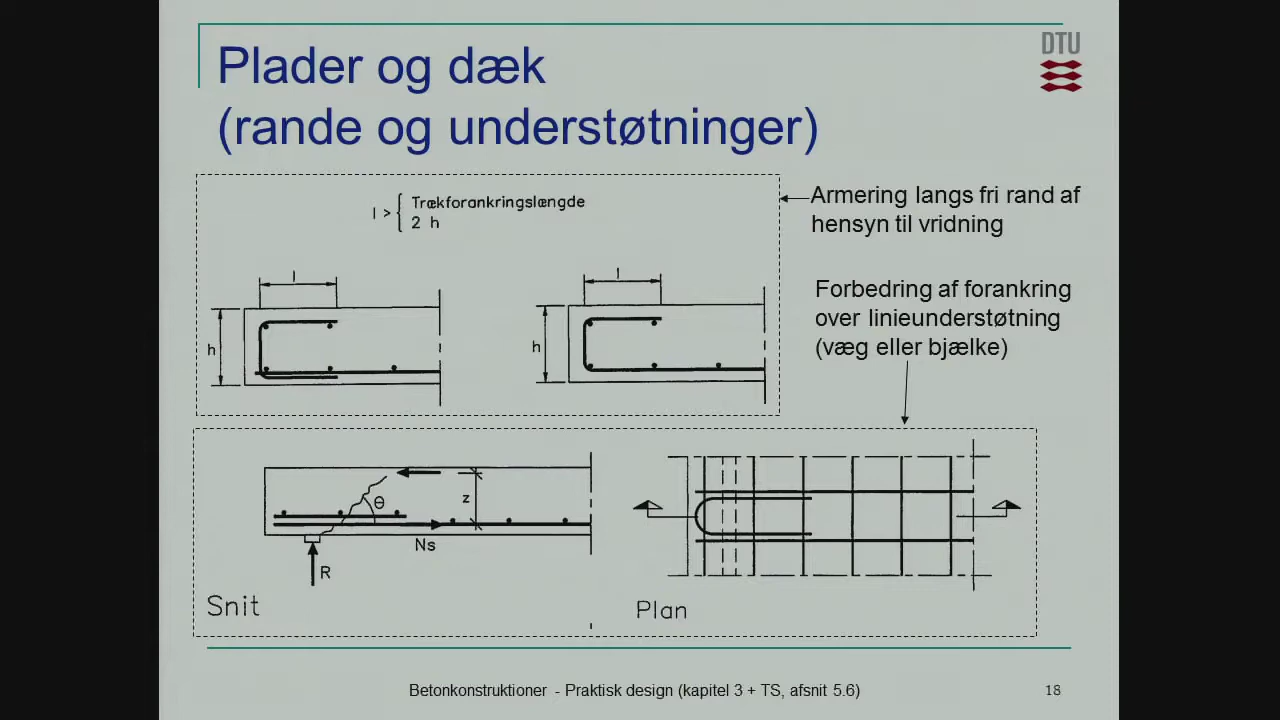 Plader og dæk
(rande og understøtninger)
DTU
l > { Trækforankringslængde
2 h
Armering langs fri rand af
hensyn til vridning
Forbedring af forankring
over linieunderstøtning
(væg eller bjælke)
l
h
l
h
θ
z
Ns
R
Snit
Plan
Betonkonstruktioner - Praktisk design (kapitel 3 + TS, afsnit 5.6)
18